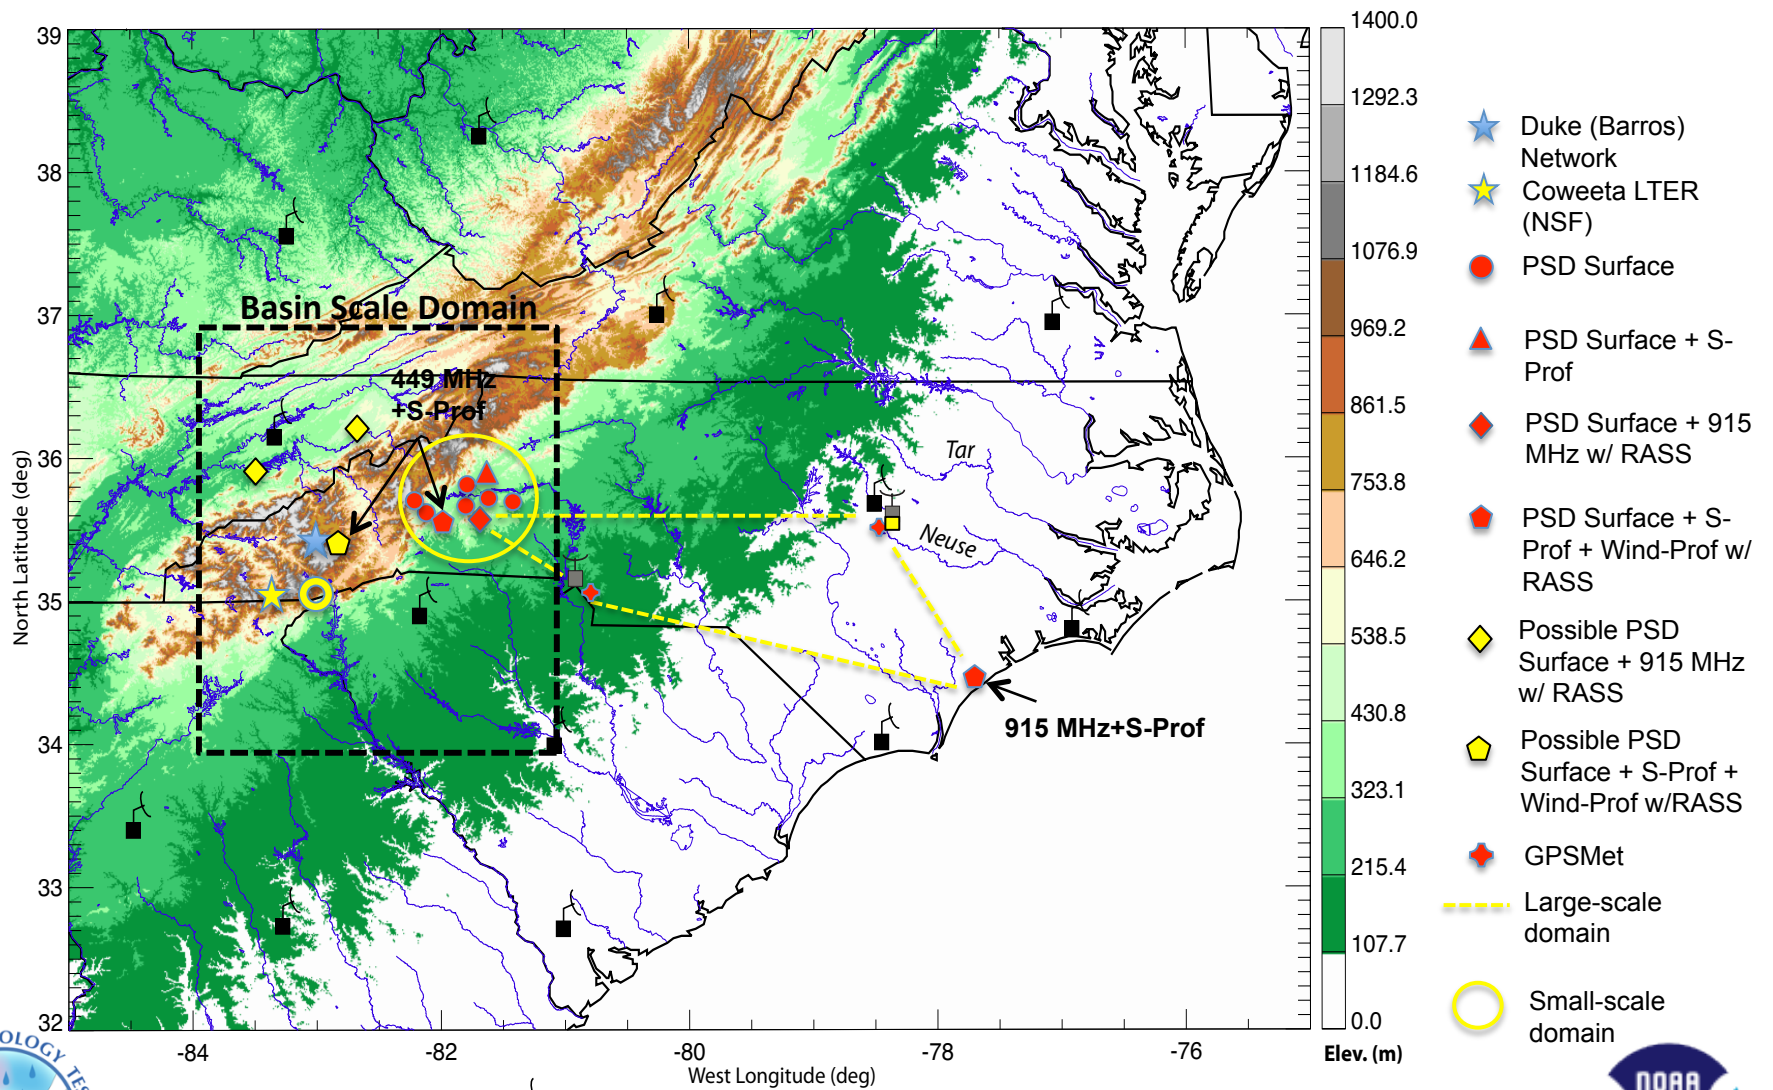 39
38
37
36
35
34
33
32
North Latitude (deg)
-84
-82
-80
-78
-76
West Longitude (deg)
Basin Scale Domain
449 MHz
+S-Prof
Tar
Neuse
915 MHz+S-Prof
1400.0
1292.3
1184.6
1076.9
969.2
861.5
753.8
646.2
538.5
430.8
323.1
215.4
107.7
0.0
Elev. (m)
Duke (Barros)
Network
Coweeta LTER
(NSF)
PSD Surface
PSD Surface + S-
Prof
PSD Surface + 915
MHz w/ RASS
PSD Surface + S-
Prof + Wind-Prof w/
RASS
Possible PSD
Surface + 915 MHz
w/ RASS
Possible PSD
Surface + S-Prof +
Wind-Prof w/RASS
GPSMet
Large-scale
domain
Small-scale
domain
NOAA